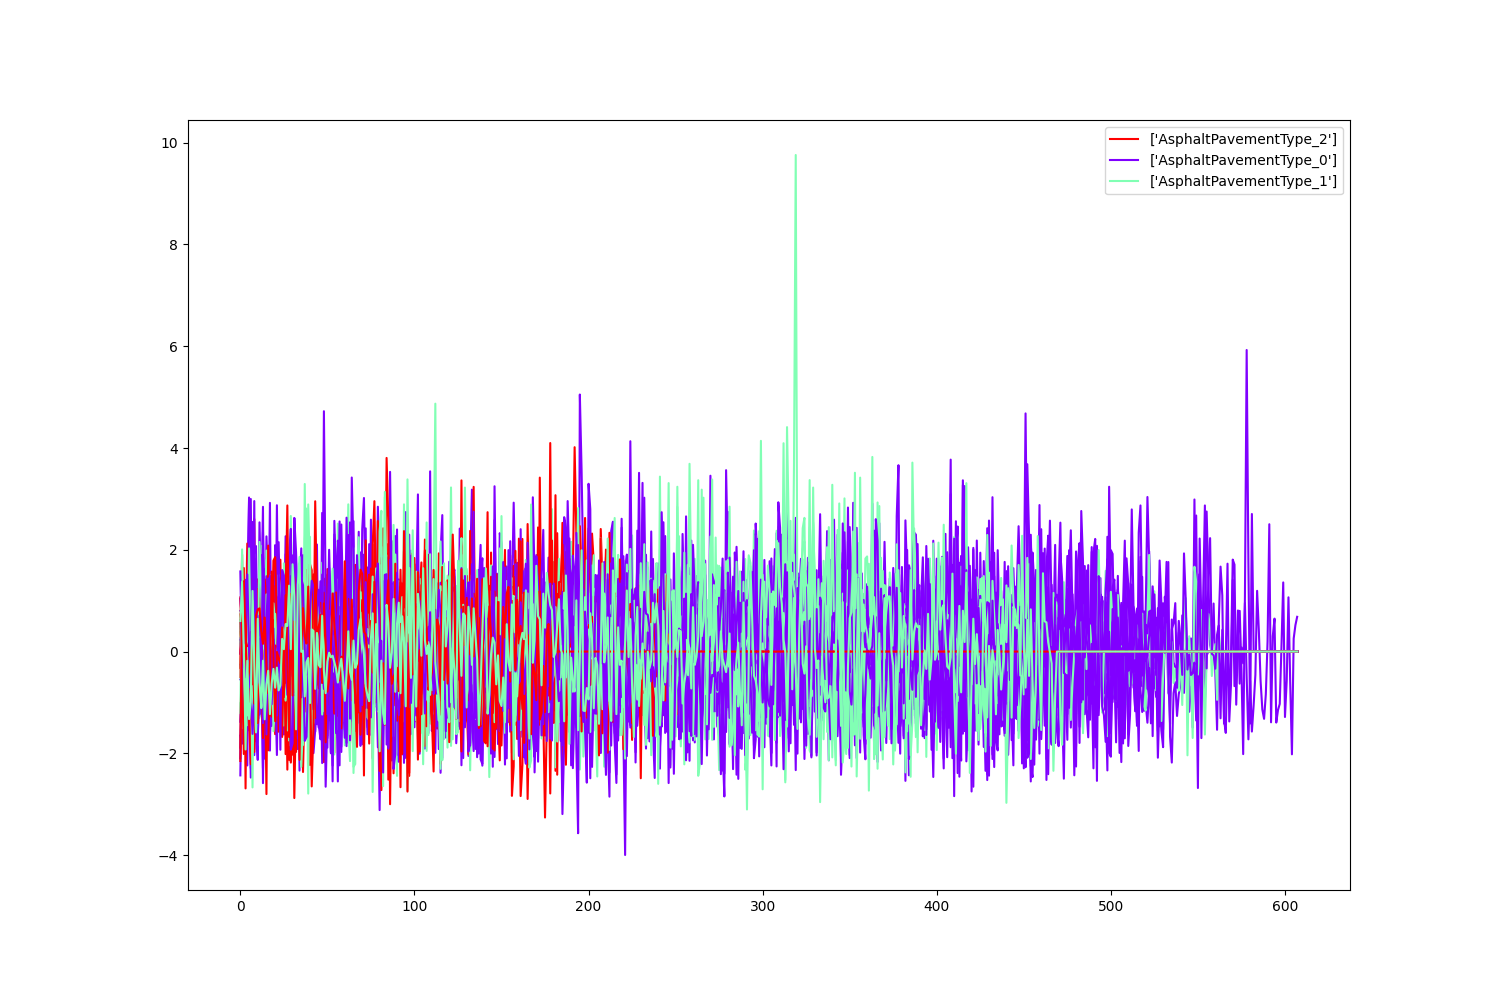 ['AsphaltPavementType_2']
['AsphaltPavementType_0']
['AsphaltPavementType_1']
10
8
6
4
2
0
−2
−4
0 100 200 300 400 500 600